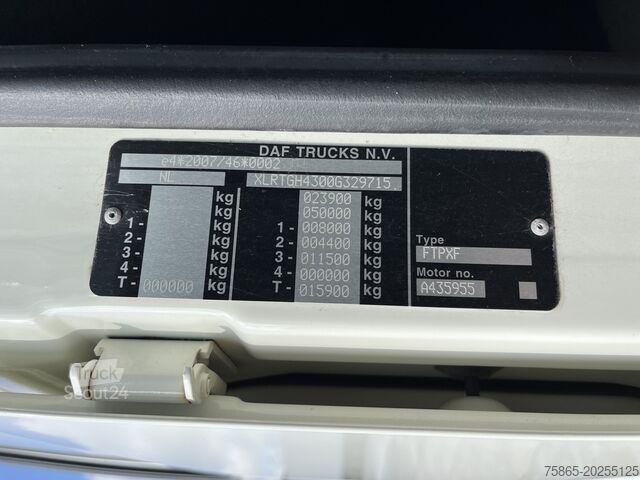 DAF TRUCKS N.V.
e4*2007/46*0002
NL XLRTGH4300G329715.
kg 023900 kg
kg 050000 kg
1 - kg 1 - 008000 kg
2 - kg 2 - 004400 kg
3 - kg 3 - 011500 kg
4 - kg 4 - 000000 kg
T - 000000 kg T - 015900 kg
Type
FTPXF
Motor no.
A435955
Truck
Scout24
75865-20255125